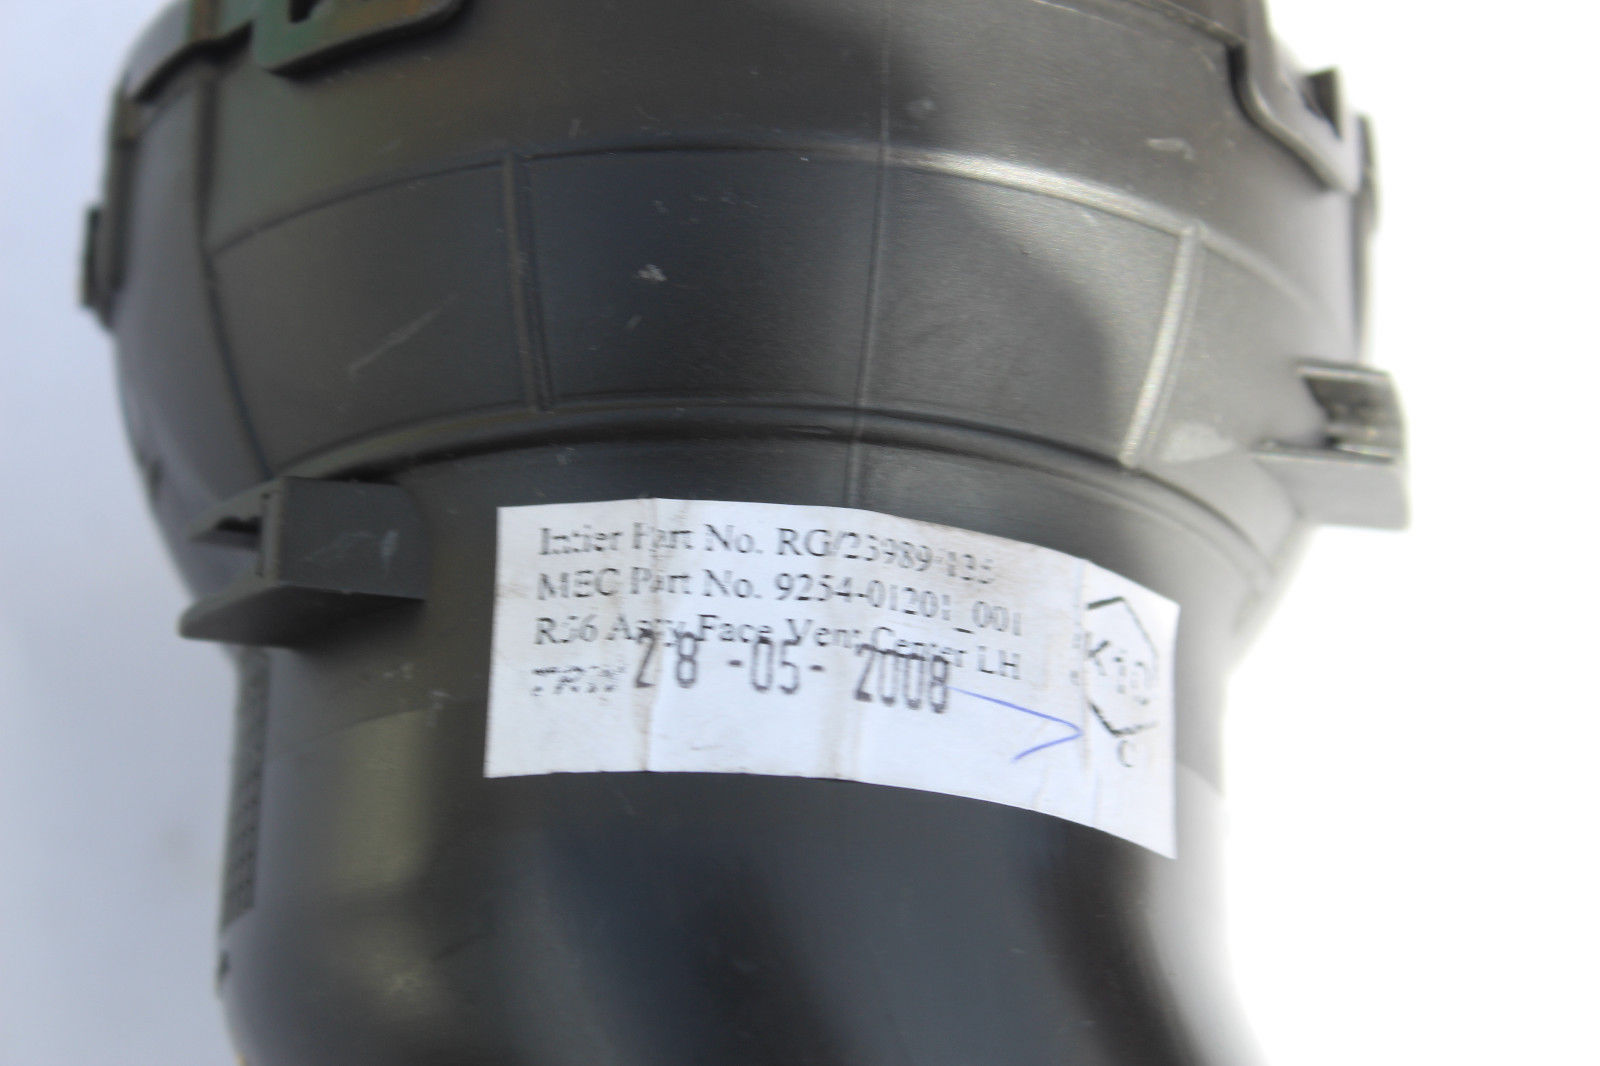 Intier Part No. RG/23989
MEC Part No. 9254-01201_001
R56 Assy Face Vent Center LH
28-05-2008
C